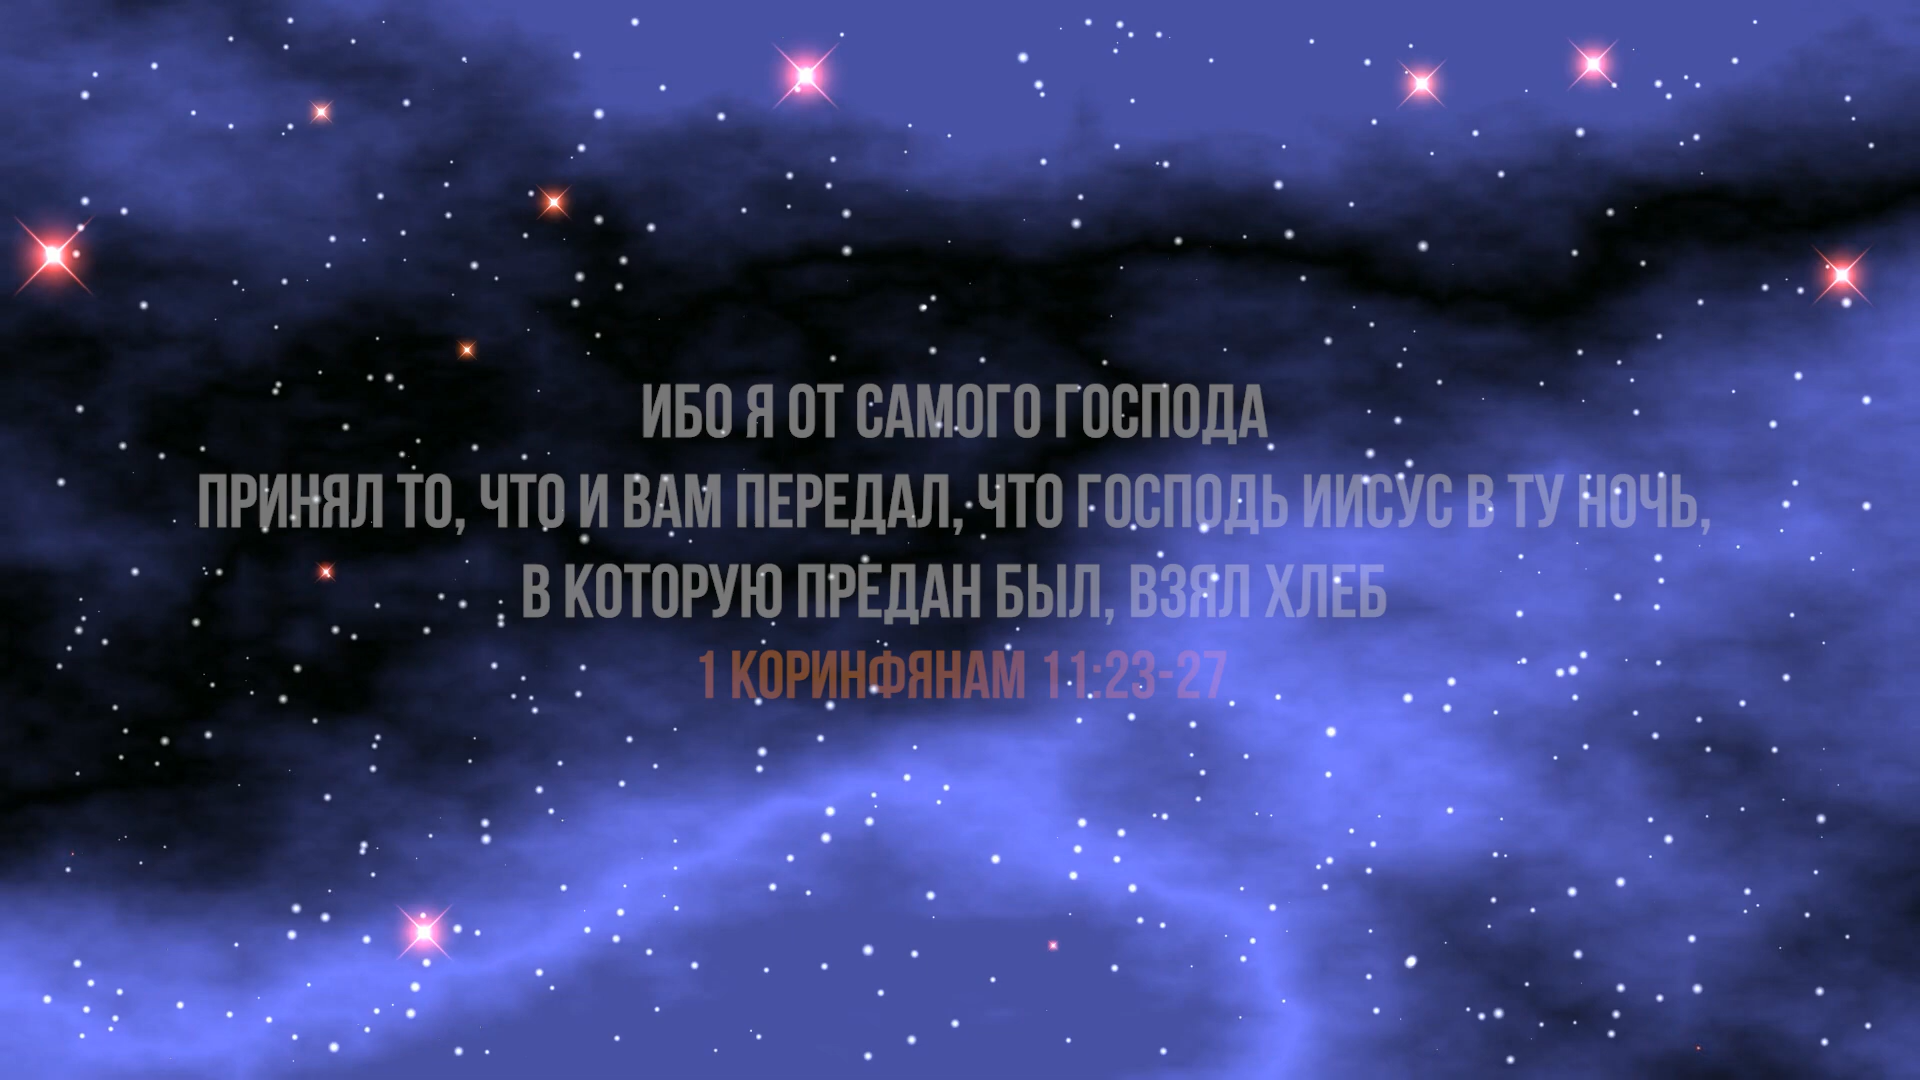 ИБО Я ОТ САМОГО ГОСПОДА
ПРИНЯЛ ТО, ЧТО И ВАМ ПЕРЕДАЛ, ЧТО ГОСПОДЬ ИИСУС В ТУ НОЧЬ,
В КОТОРУЮ ПРЕДАН БЫЛ, ВЗЯЛ ХЛЕБ
1 КОРИНФЯНАМ 11:23-27